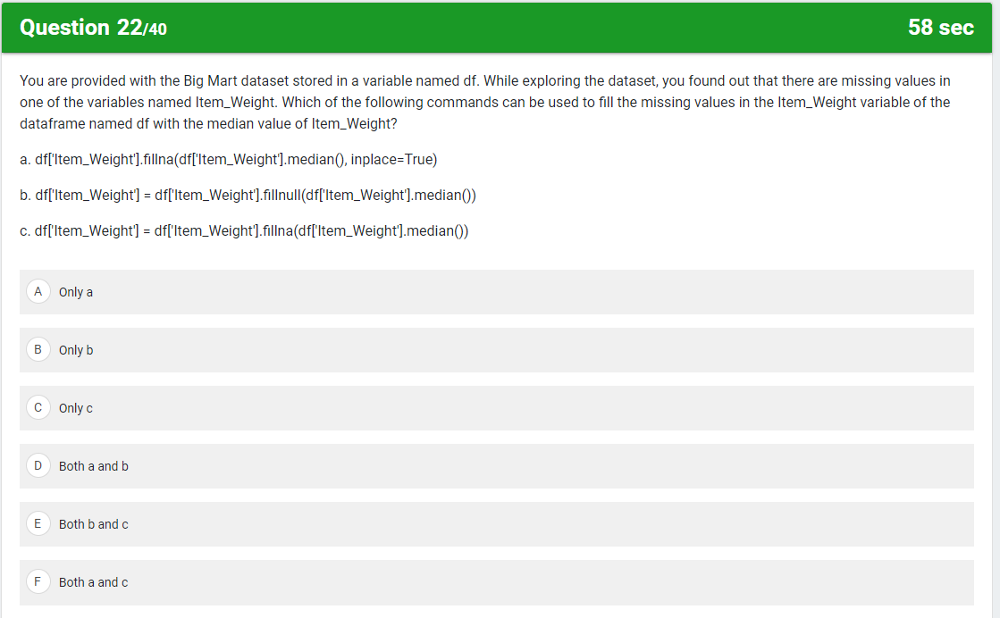 Question 22/40
58 sec
You are provided with the Big Mart dataset stored in a variable named df. While exploring the dataset, you found out that there are missing values in
one of the variables named Item_Weight. Which of the following commands can be used to fill the missing values in the Item_Weight variable of the
dataframe named df with the median value of Item_Weight?
a. df['Item_Weight'].fillna(df['Item_Weight'].median(), inplace=True)
b. df['Item_Weight'] = df['Item_Weight'].fillnull(df['Item_Weight'].median())
c. df['Item_Weight'] = df['Item_Weight'].fillna(df['Item_Weight'].median())
A Only a
B Only b
C Only c
D Both a and b
E Both b and c
F Both a and c